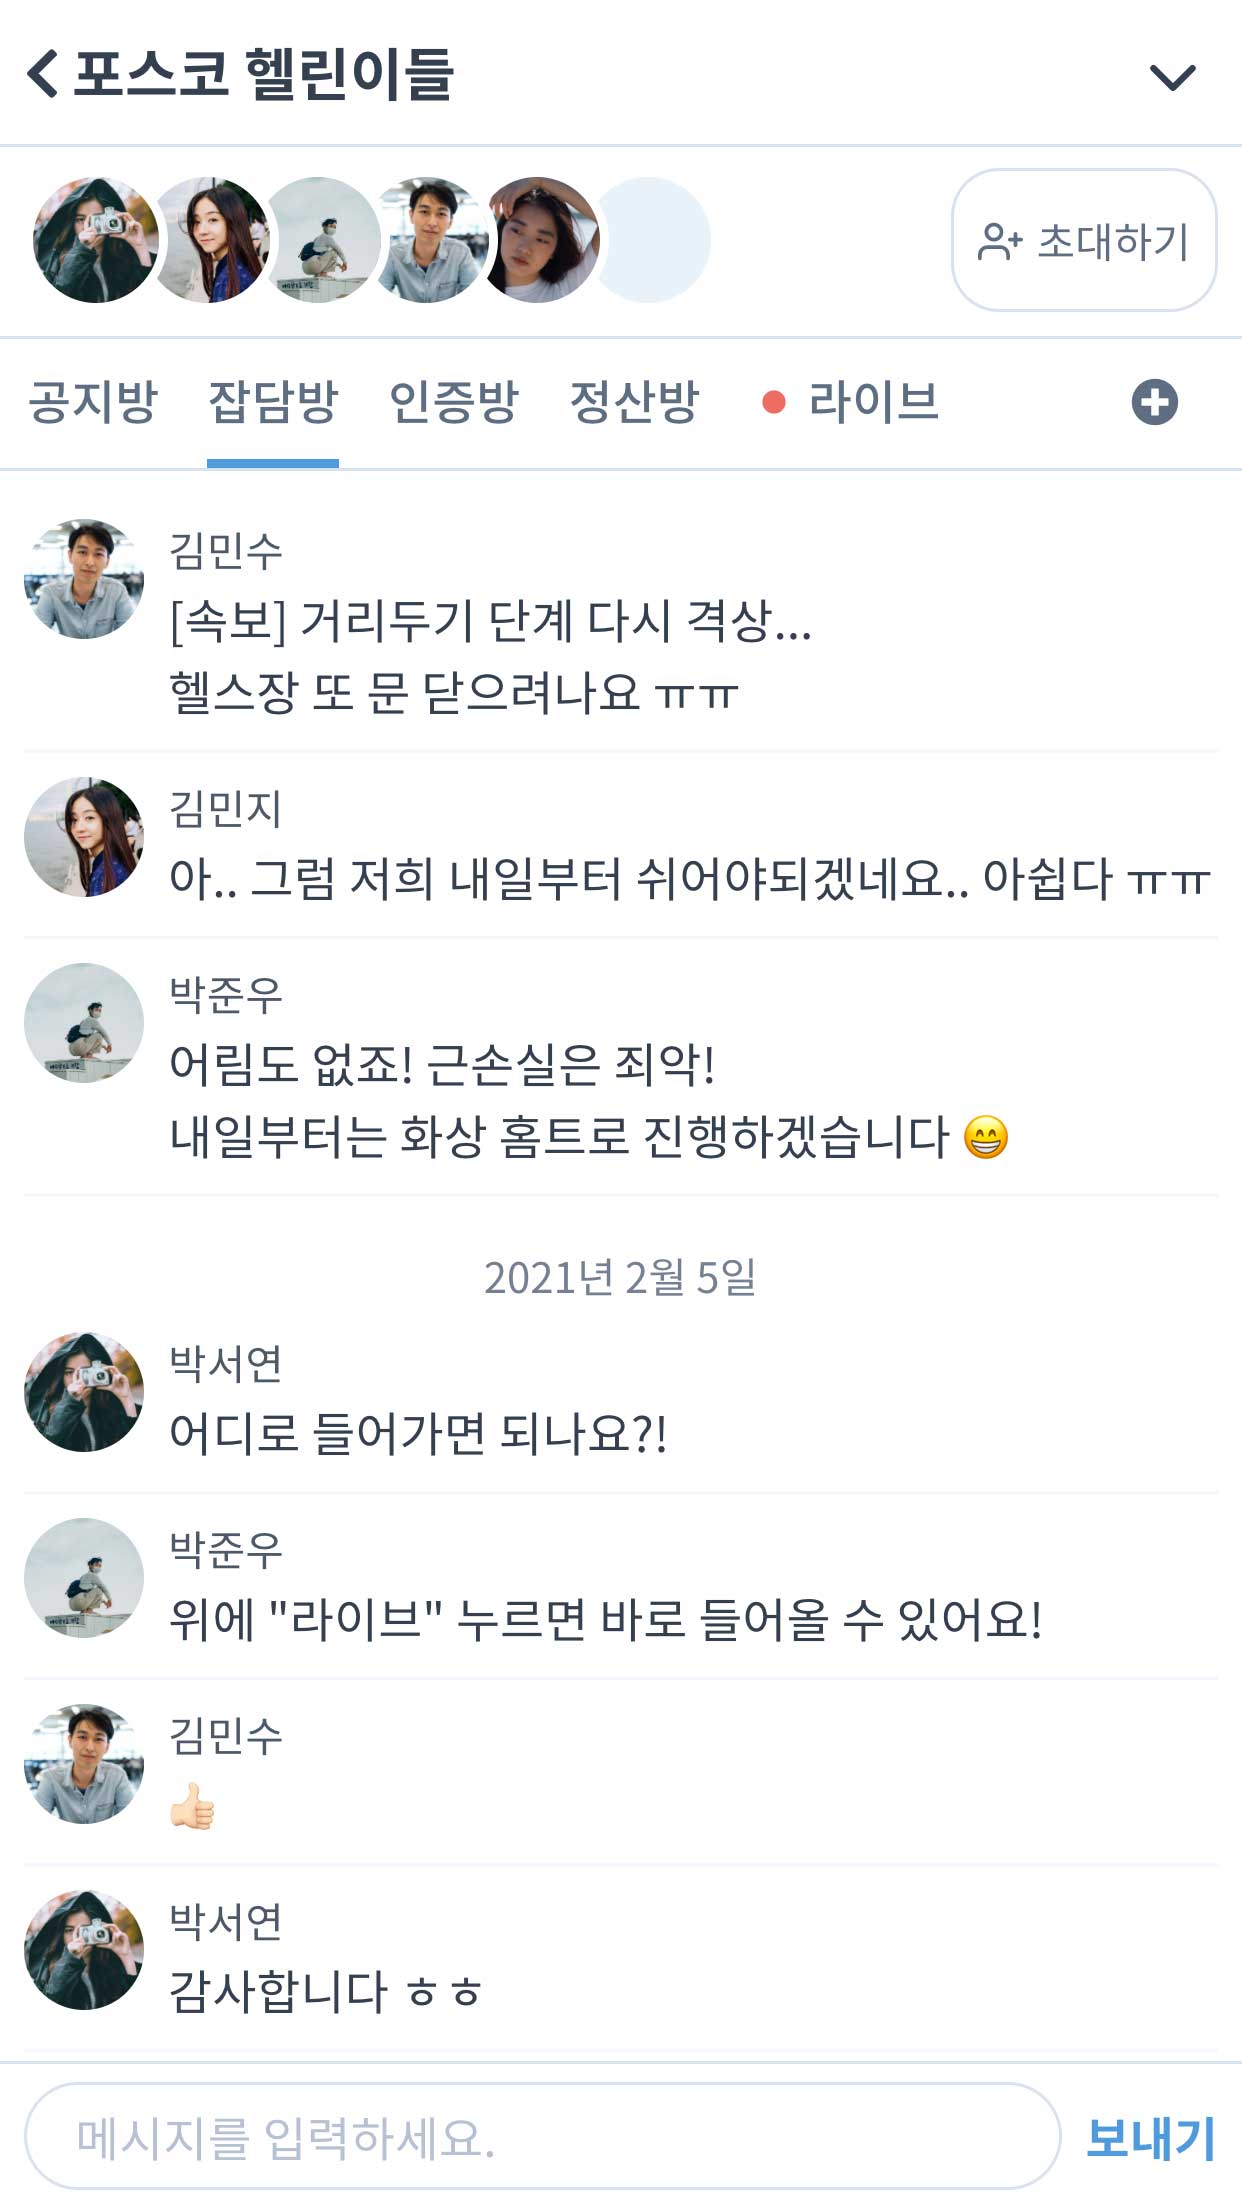 포스코 헬린이들
초대하기
공지방 잡담방 인증방 정산방 라이브
김민수
[속보] 거리두기 단계 다시 격상...
헬스장 또 문 닫으려나요 ㅠㅠ
김민지
아.. 그럼 저희 내일부터 쉬어야되겠네요.. 아쉽다 ㅠㅠ
박준우
어림도 없죠! 근손실은 죄악!
내일부터는 화상 홈트로 진행하겠습니다 😁
2021년 2월 5일
박서연
어디로 들어가면 되나요?!
박준우
위에 "라이브" 누르면 바로 들어올 수 있어요!
김민수
👍🏻
박서연
감사합니다 ㅎㅎ
메시지를 입력하세요.
보내기